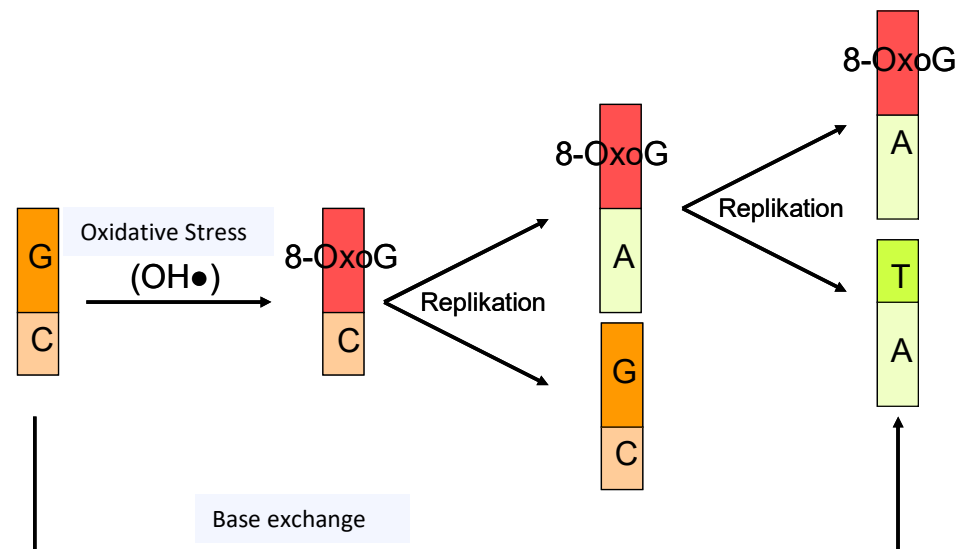 G
C
Oxidative Stress
(OH●)
8-OxoG
C
Replikation
8-OxoG
A
G
C
Replikation
8-OxoG
A
T
A
Base exchange